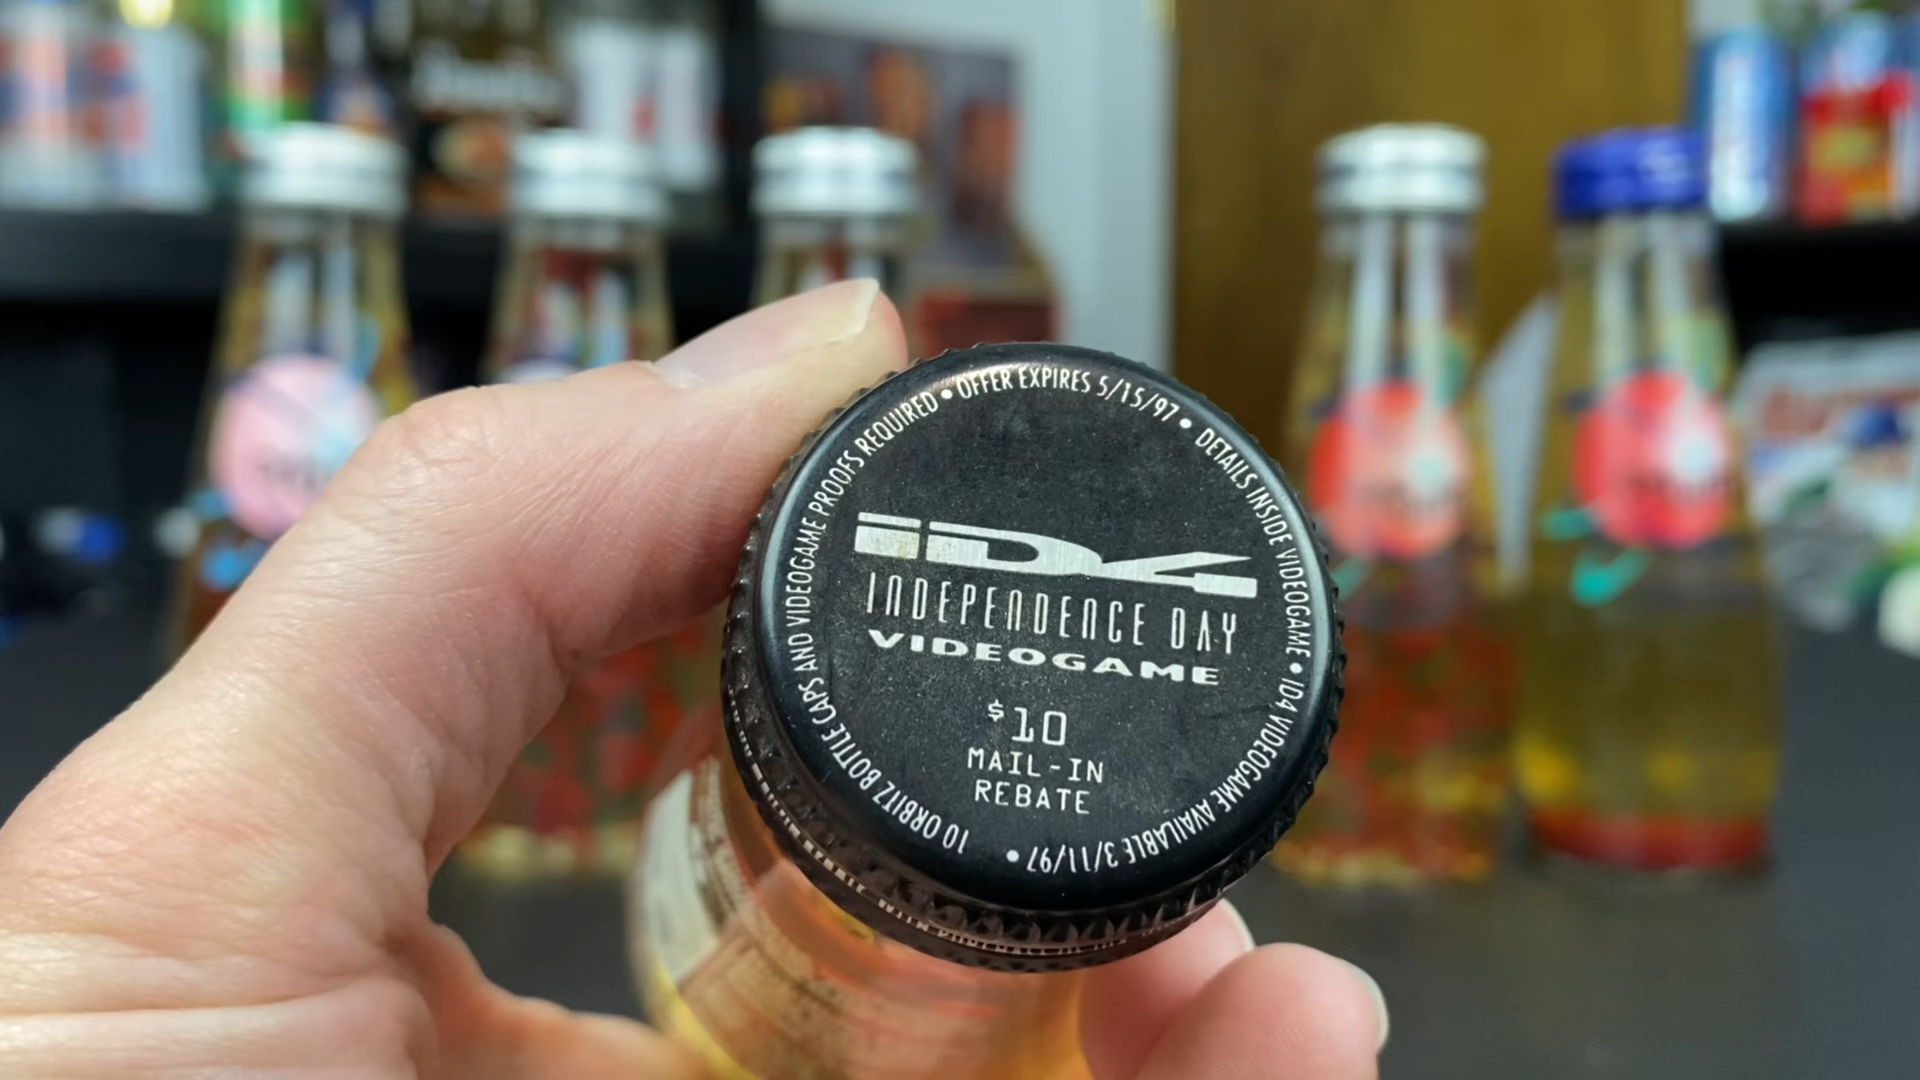 iD4
INDEPENDENCE DAY
VIDEOGAME
$10
MAIL-IN
REBATE
10 ORBITZ BOTTLE CAPS AND VIDEOGAME PROOFS REQUIRED • OFFER EXPIRES 5/15/97 • DETAILS INSIDE VIDEOGAME • ID4 VIDEOGAME AVAILABLE 3/11/97 •